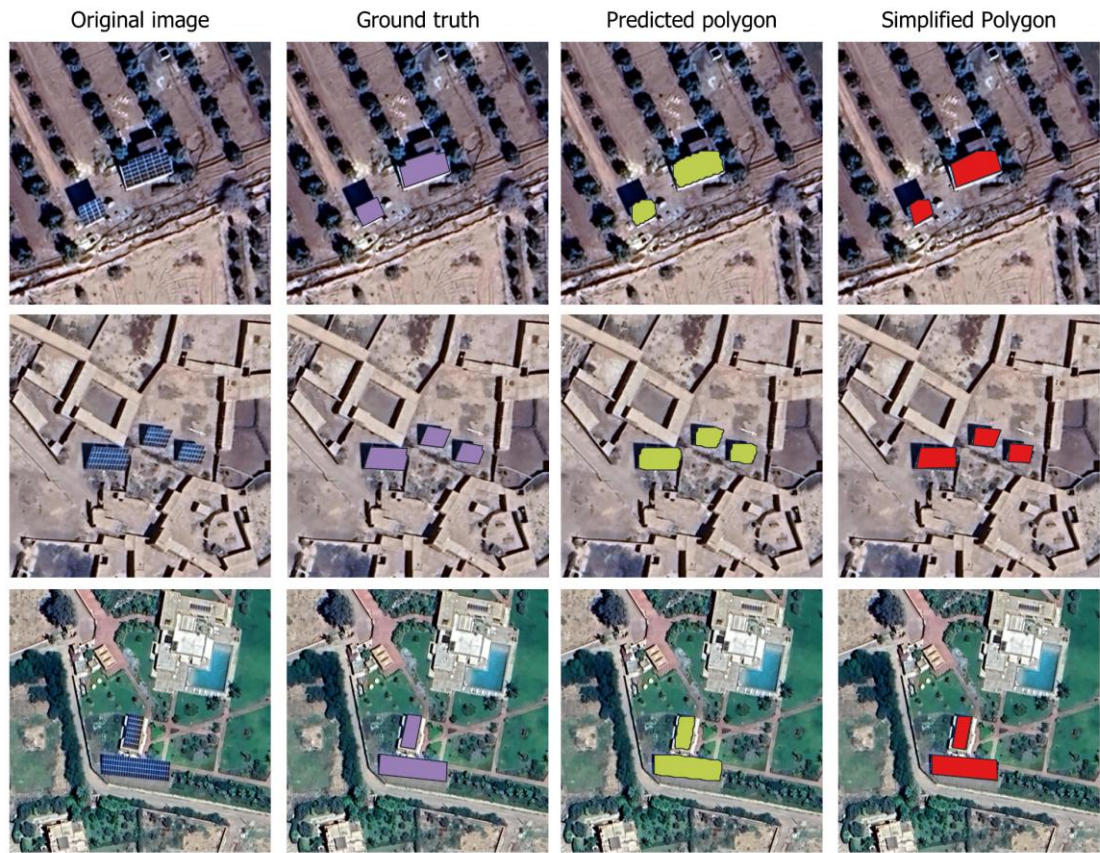 Original image
Ground truth
Predicted polygon
Simplified Polygon